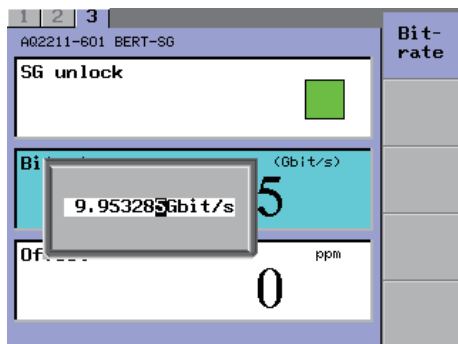 1 2 3
AQ2211-601 BERT-SG
Bit-
rate
SG unlock
(Gbit/s)
5
9.953285Gbit/s
ppm
0